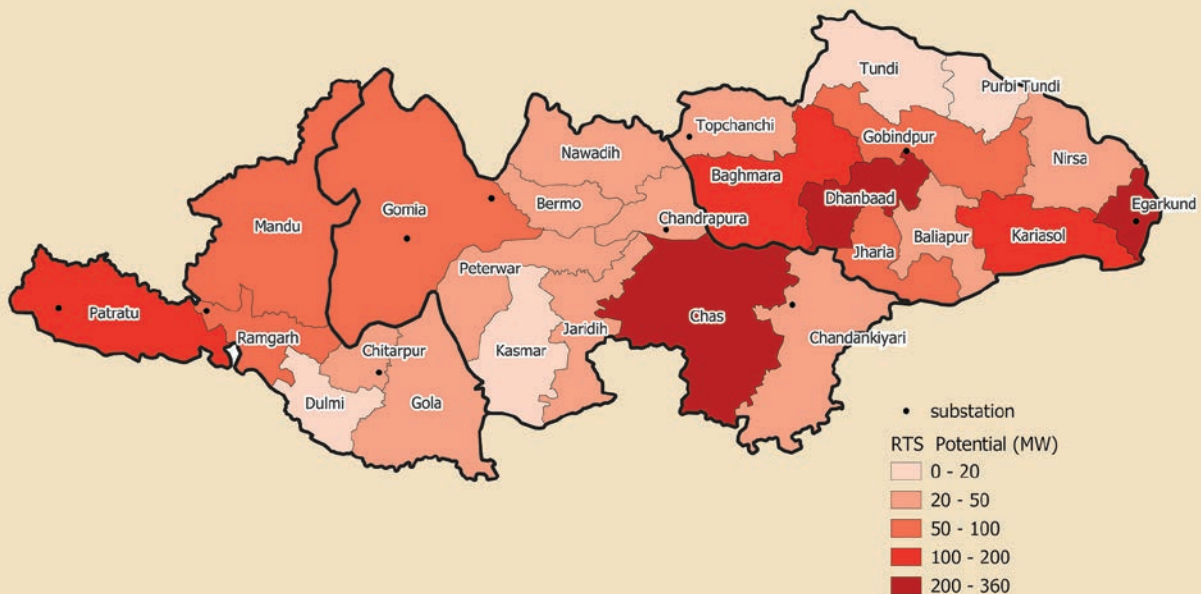 Tundi
Purbi Tundi
Topchanchi
Gobindpur
Nawadih
Nirsa
Baghmara
Dhanbaad
Egarkund
Bermo
Mandu
Gomia
Chandrapura
Baliapur
Kariasol
Jharia
Peterwar
Patratu
Chas
Ramgarh
Jaridih
Chandankiyari
Chitarpur
Kasmar
Dulmi
Gola
substation
RTS Potential (MW)
0 - 20
20 - 50
50 - 100
100 - 200
200 - 360